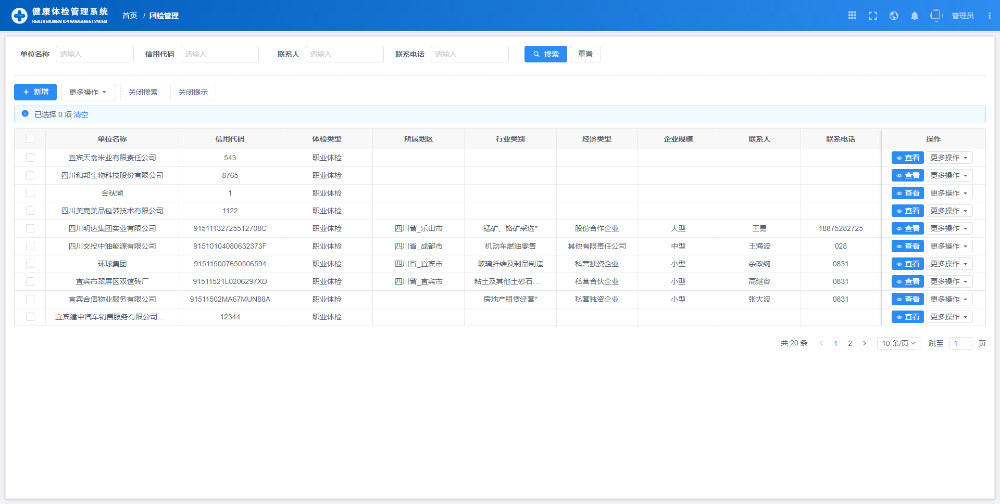 健康体检管理系统
HEALTH EXCMINATION MANAGEMENT SYATEM
首页 / 团检管理
管理员
单位名称 请输入 信用代码 请输入 联系人 请输入 联系电话 请输入 搜索 重置
新增 更多操作 关闭搜索 关闭提示
已选择 0 项 清空
单位名称 信用代码 体检类型 所属地区 行业类别 经济类型 企业规模 联系人 联系电话 操作
宜宾天食米业有限责任公司 543 职业体检 查看 更多操作
四川和邦生物科技股份有限公司 8765 职业体检 查看 更多操作
金秋湖 1 职业体检 查看 更多操作
四川美克美品包装技术有限公司 1122 职业体检 查看 更多操作
四川明达集团实业有限公司 91511132725512708C 职业体检 四川省_乐山市 锰矿、铬矿采选* 股份合作企业 大型 王勇 18875282725 查看 更多操作
四川交投中油能源有限公司 91510104080632373F 职业体检 四川省_成都市 机动车燃油零售 其他有限责任公司 中型 王海波 028 查看 更多操作
环球集团 915115007650506594 职业体检 四川省_宜宾市 玻璃纤维及制品制造 私营独资企业 小型 余政纲 0831 查看 更多操作
宜宾市翠屏区双谊砖厂 91511521L0206297XD 职业体检 四川省_宜宾市 粘土及其他土砂石… 私营合伙企业 小型 高继容 0831 查看 更多操作
宜宾合信物业服务有限公司 91511502MA67MUN88A 职业体检 房地产租赁经营* 私营独资企业 小型 张大波 0831 查看 更多操作
宜宾建中汽车销售服务有限公司… 12344 职业体检 查看 更多操作
共 20 条 1 2 10 条/页 跳至 1 页